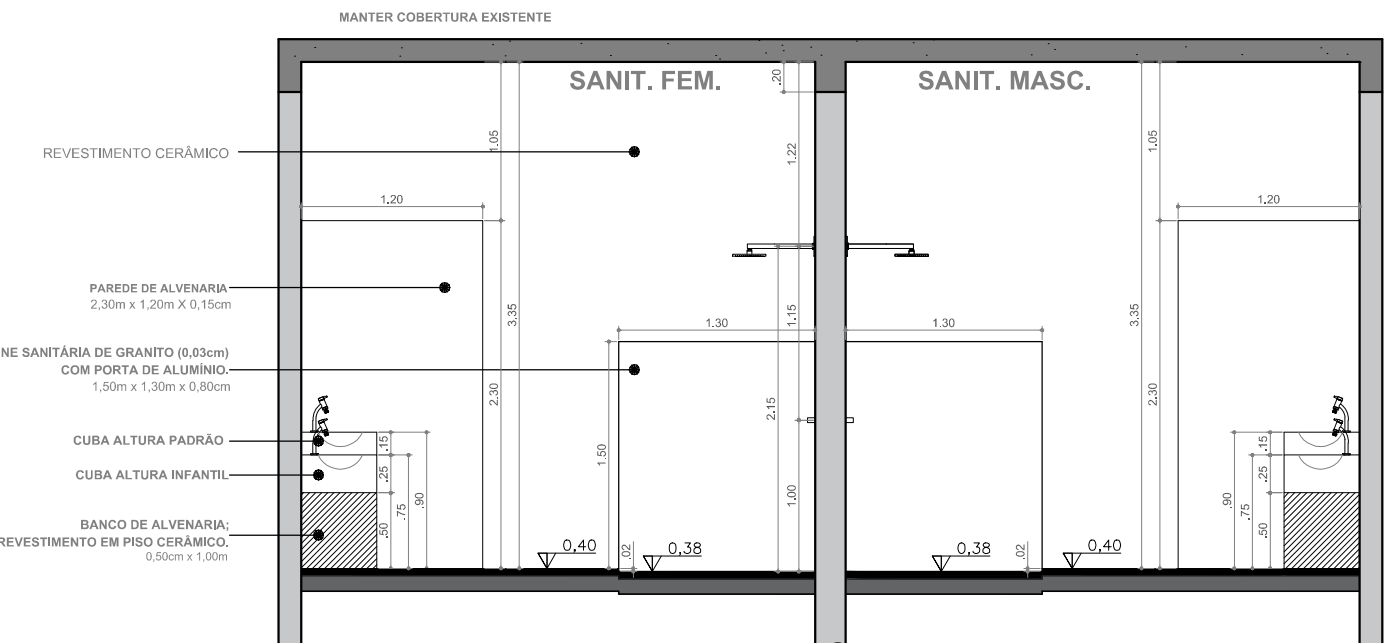 MANTER COBERTURA EXISTENTE
SANIT. FEM.
SANIT. MASC.
.20
1.05
1.22
1.05
REVESTIMENTO CERÂMICO
1.20
1.20
PAREDE DE ALVENARIA
2,30m x 1,20m X 0,15cm
3.35
1.30
1.15
1.30
3.35
NE SANITÁRIA DE GRANITO (0,03cm)
COM PORTA DE ALUMÍNIO.
1,50m x 1,30m x 0,80cm
2.30
2.15
2.30
CUBA ALTURA PADRÃO
.15
1.50
.15
CUBA ALTURA INFANTIL
.25
.90
1.00
.90
.25
.75
.75
BANCO DE ALVENARIA;
REVESTIMENTO EM PISO CERÂMICO.
0,50cm x 1,00m
.50
.50
0,40
.02
0,38
0,38
.02
0,40